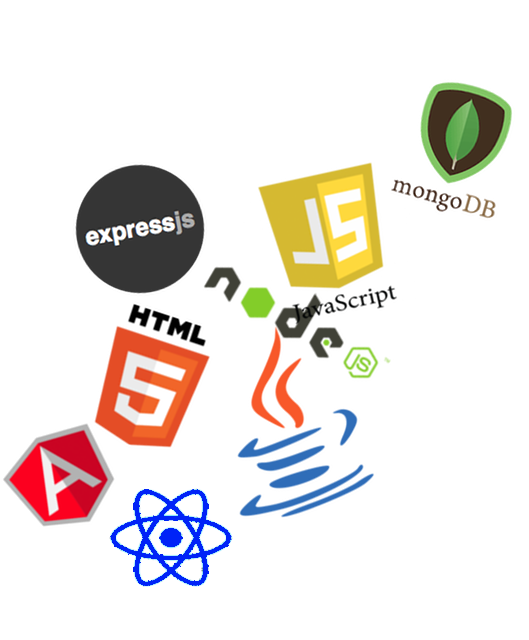 mongoDB
expressjs
JS
JavaScript
node
JS
HTML
5
A